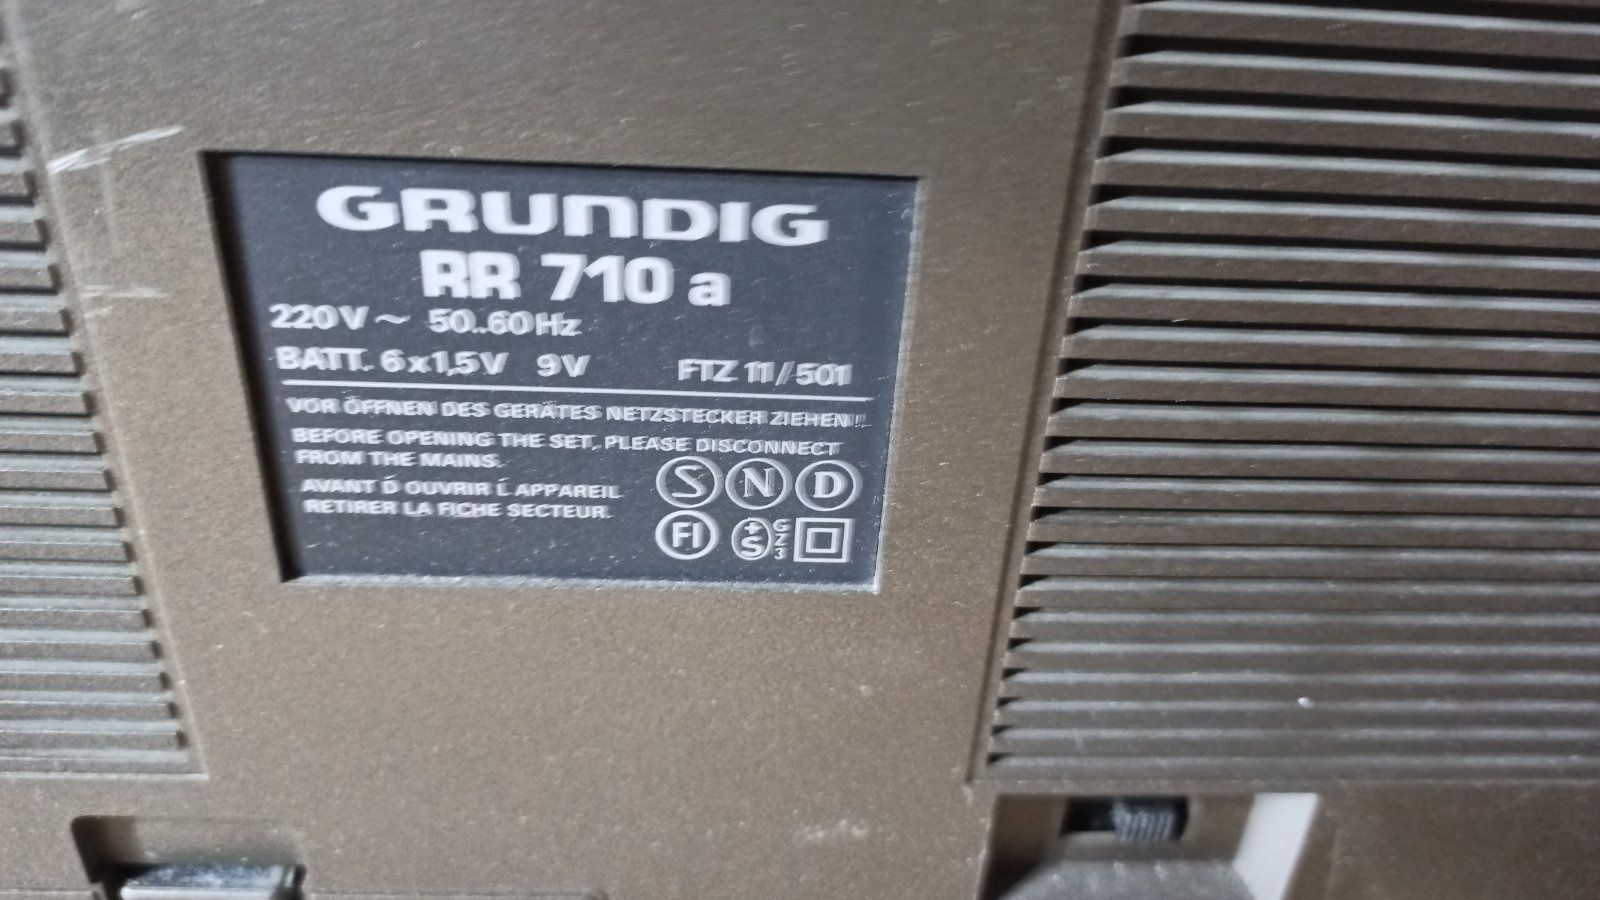 GRUNDIG
RR 710 a
220V ~ 50..60Hz
BATT. 6x1,5V 9V FTZ 11/501
VOR ÖFFNEN DES GERÄTES NETZSTECKER ZIEHEN!!
BEFORE OPENING THE SET, PLEASE DISCONNECT
FROM THE MAINS.
AVANT D́ OUVRIR Ĺ APPAREIL
RETIRER LA FICHE SECTEUR.
S N D
FI +S GZ3